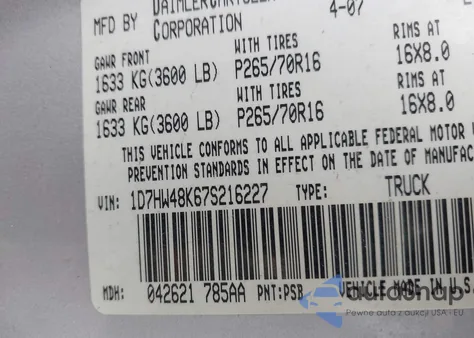 MFD BY DAIMLERCHRYSLER 4-07
CORPORATION
GAWR FRONT WITH TIRES RIMS AT
1633 KG(3600 LB) P265/70R16 16X8.0
GAWR REAR WITH TIRES RIMS AT
1633 KG(3600 LB) P265/70R16 16X8.0
THIS VEHICLE CONFORMS TO ALL APPLICABLE FEDERAL MOTOR
PREVENTION STANDARDS IN EFFECT ON THE DATE OF MANUFAC
VIN: 1D7HW48K67S216227 TYPE: TRUCK
MDH: 042621 785AA PNT:PSB VEHICLE MADE IN U.S.
autosnap
Pewne auta z aukcji USA i EU